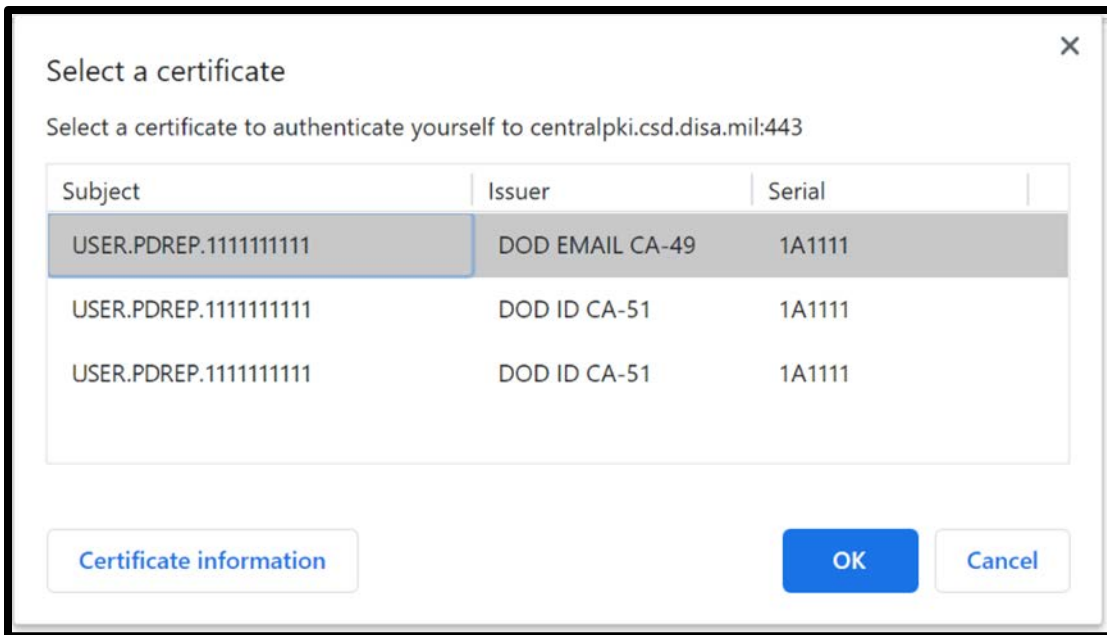 Select a certificate
Select a certificate to authenticate yourself to centralpki.csd.disa.mil:443
Subject Issuer Serial
USER.PDREP.1111111111 DOD EMAIL CA-49 1A1111
USER.PDREP.1111111111 DOD ID CA-51 1A1111
USER.PDREP.1111111111 DOD ID CA-51 1A1111
Certificate information OK Cancel